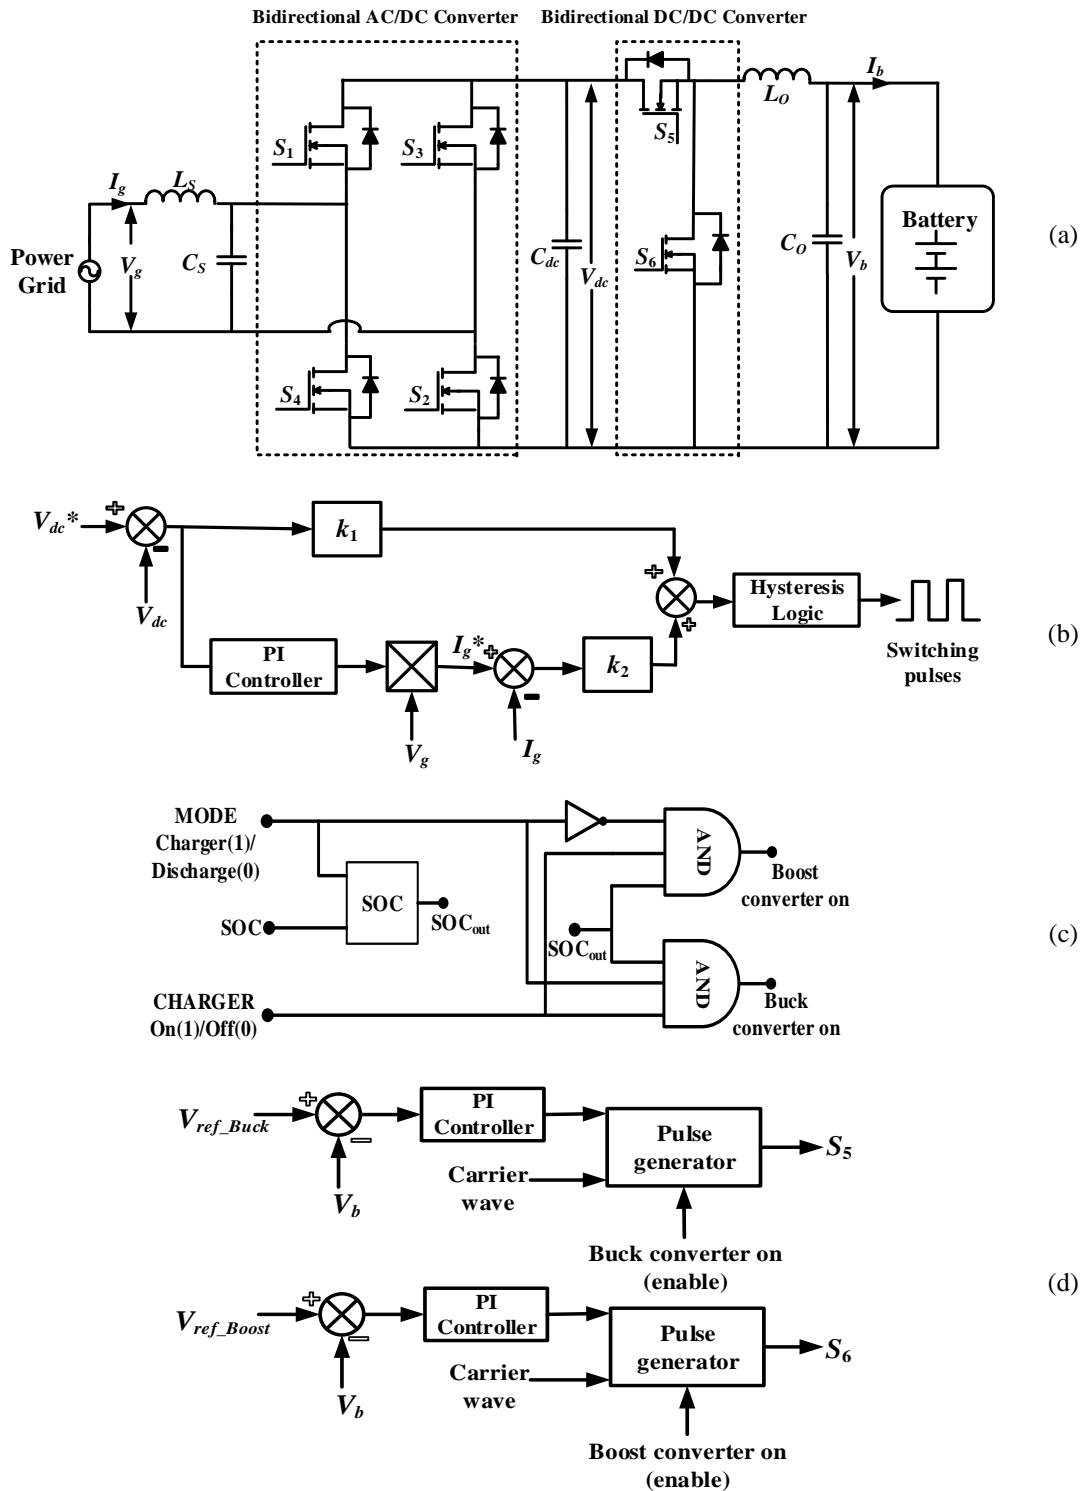 Bidirectional AC/DC Converter
Bidirectional DC/DC Converter
S1
S3
S5
LO
Ib
Ig
LS
Power
Grid
Vg
CS
Cdc
Vdc
S6
CO
Vb
Battery
(a)
S4
S2
Vdc*
+
-
Vdc
k1
+
+
Hysteresis
Logic
Switching
pulses
PI
Controller
Ig*
+
-
k2
Vg
Ig
(b)
MODE
Charger(1)/
Discharge(0)
SOC
SOC
SOCout
SOCout
AND
Boost
converter on
AND
Buck
converter on
CHARGER
On(1)/Off(0)
(c)
Vref_Buck
+
-
Vb
PI
Controller
Carrier
wave
Pulse
generator
S5
Buck converter on
(enable)
(d)
Vref_Boost
+
-
Vb
PI
Controller
Carrier
wave
Pulse
generator
S6
Boost converter on
(enable)